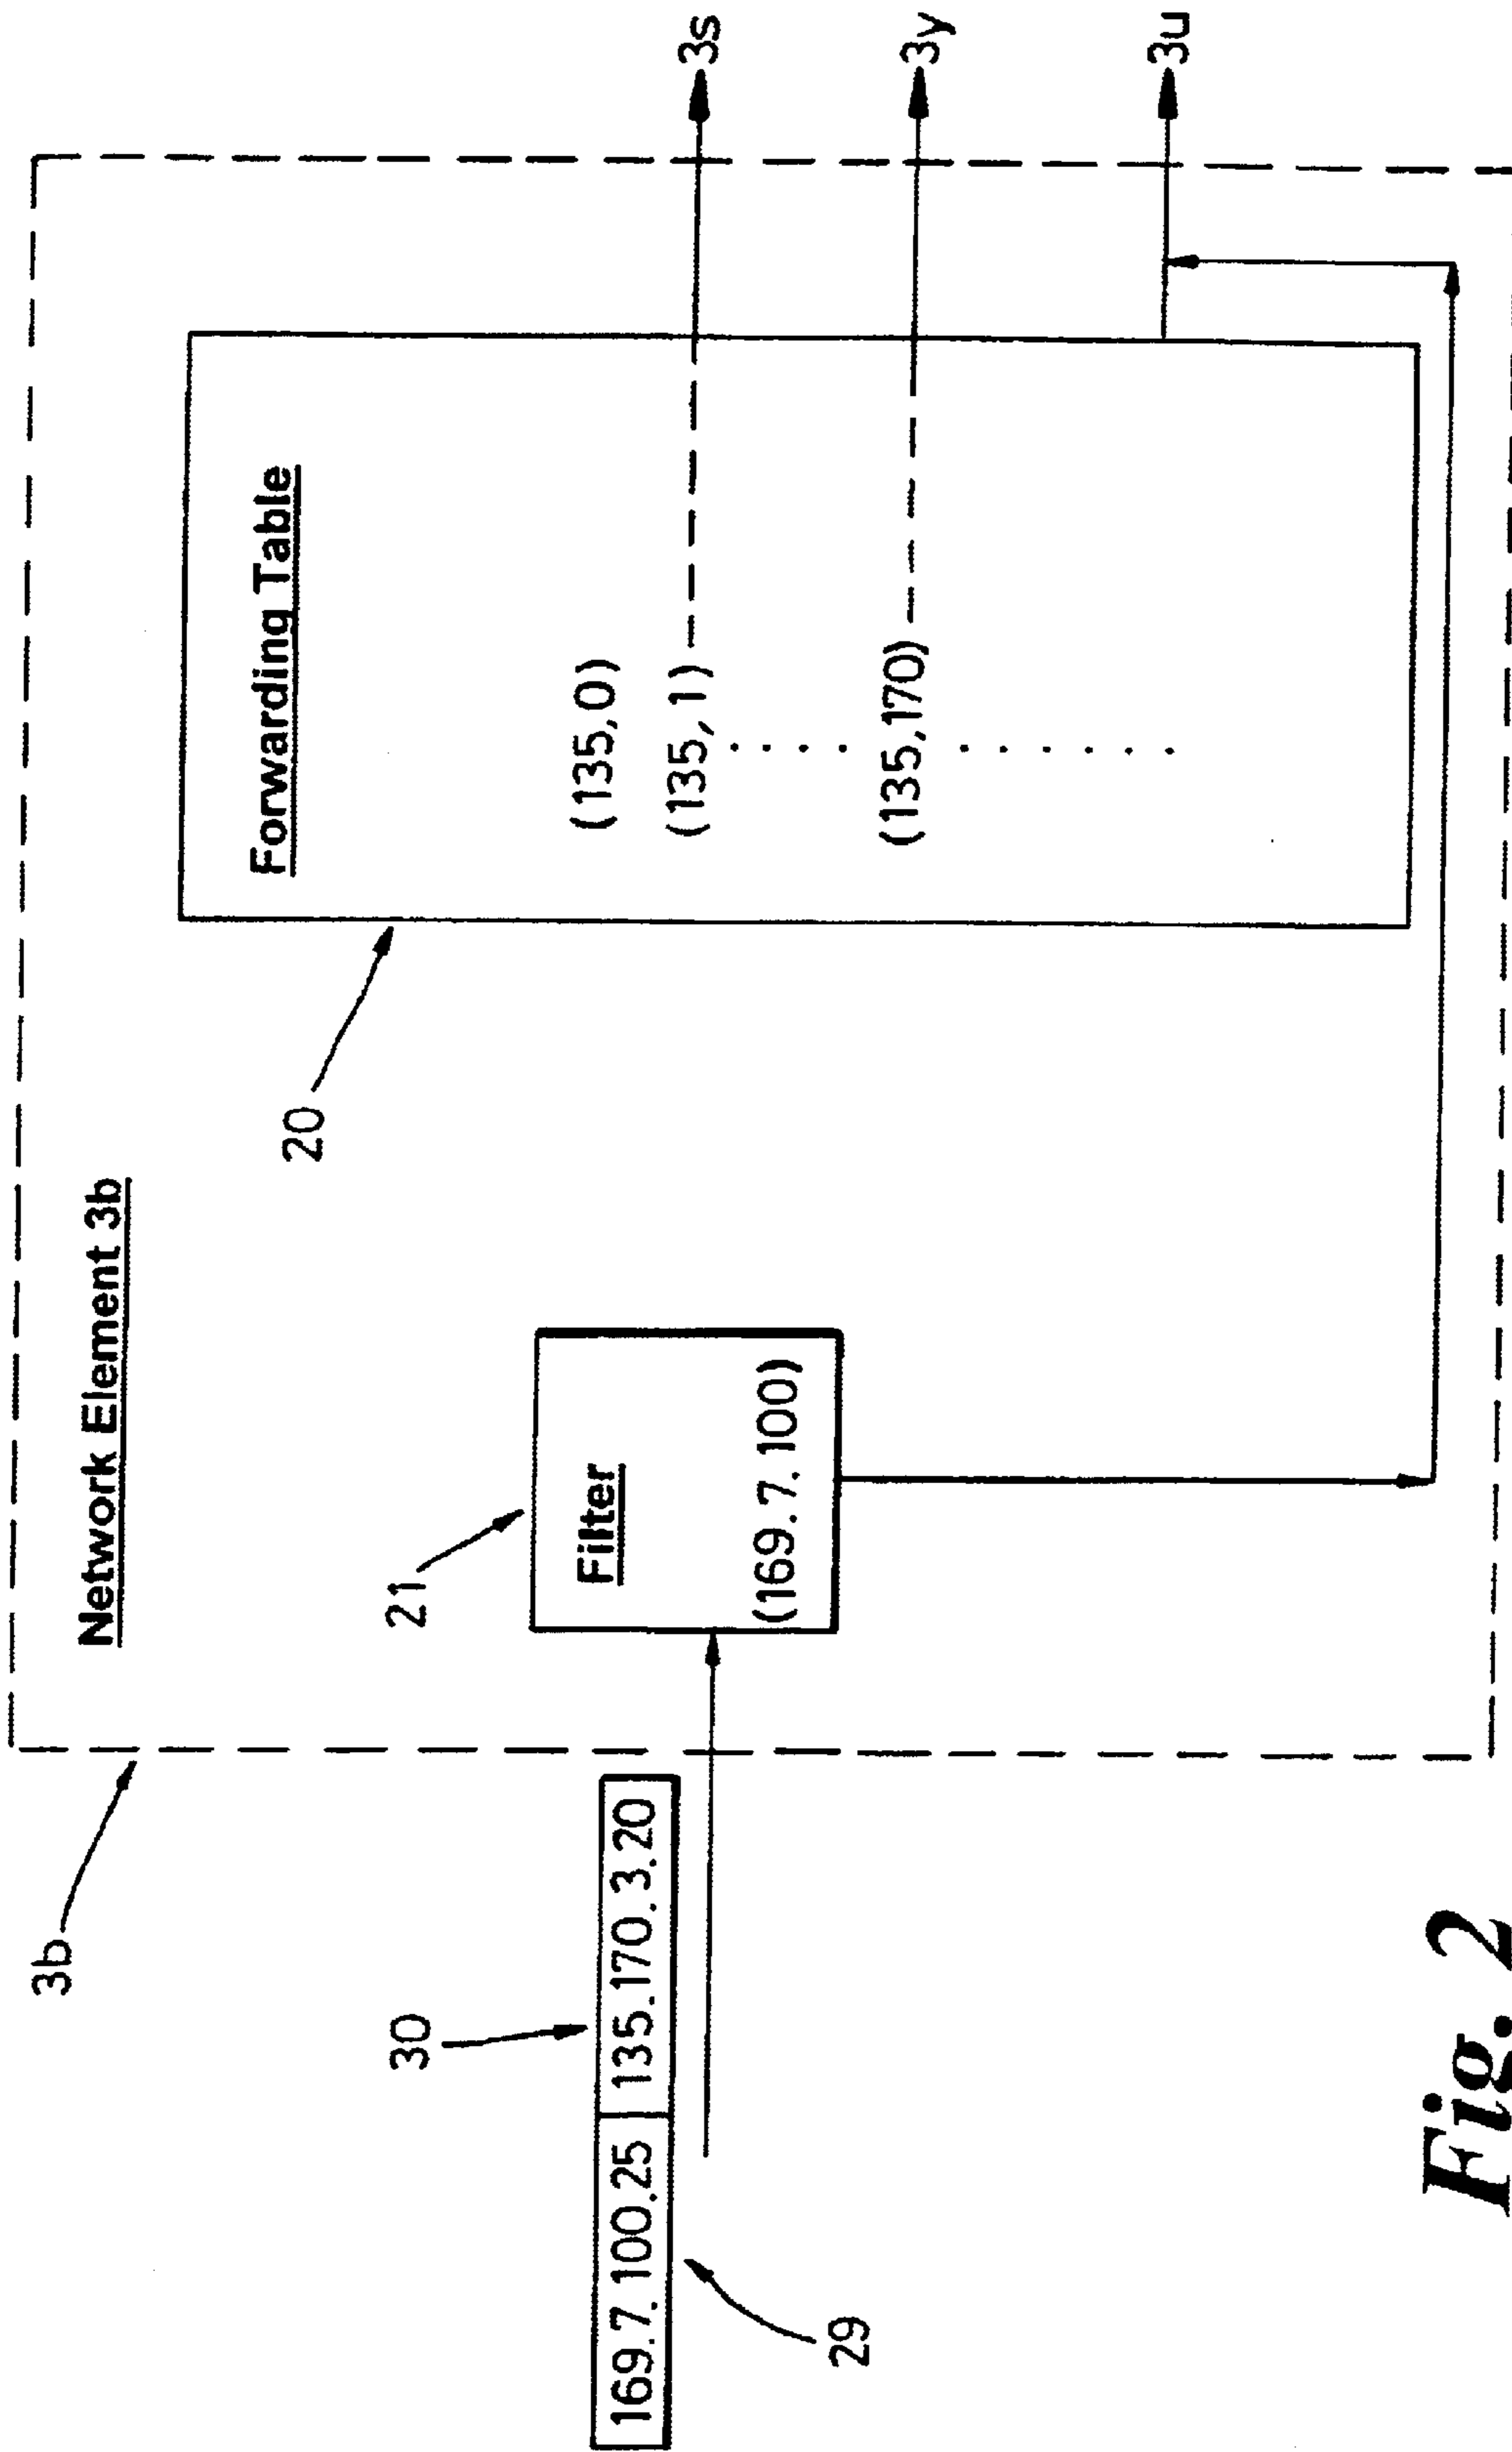 3b
Network Element 3b
20
Forwarding Table
(135,0)
(135,1)
(135,170)
3s
3y
3u
21
Filter
(169.7.100)
30
169.7.100.25 135.170.3.20
29
Fig. 2